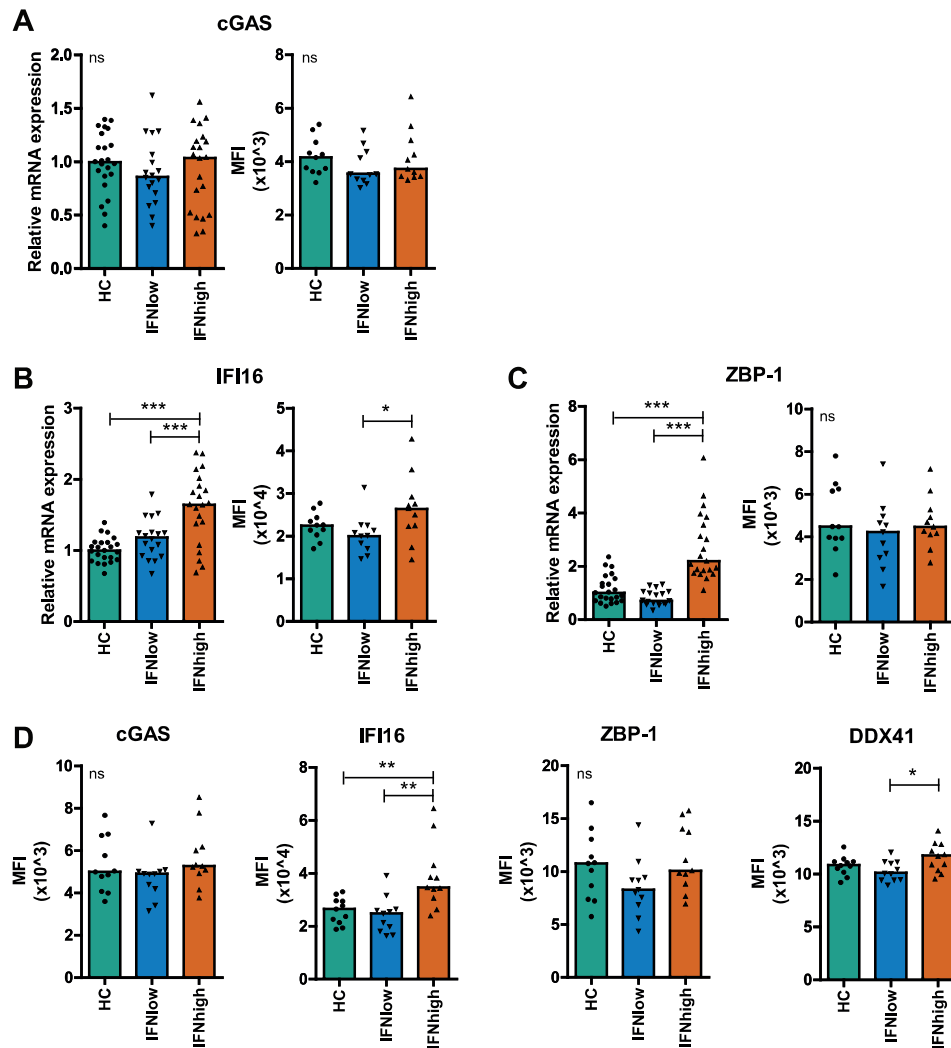 A
cGAS
Relative mRNA expression
2.0
1.5
1.0
0.5
0.0
ns
HC
IFNlow
IFNhigh
MFI
(x10^3)
8
6
4
2
0
ns
HC
IFNlow
IFNhigh
B
IFI16
Relative mRNA expression
3
2
1
0
***
***
HC
IFNlow
IFNhigh
MFI
(x10^4)
5
4
3
2
1
0
*
HC
IFNlow
IFNhigh
C
ZBP-1
Relative mRNA expression
8
6
4
2
0
***
***
HC
IFNlow
IFNhigh
MFI
(x10^3)
10
8
6
4
2
0
ns
HC
IFNlow
IFNhigh
D
cGAS
MFI
(x10^3)
10
8
6
4
2
0
ns
HC
IFNlow
IFNhigh
IFI16
MFI
(x10^4)
8
6
4
2
0
**
**
HC
IFNlow
IFNhigh
ZBP-1
MFI
(x10^3)
20
15
10
5
0
ns
HC
IFNlow
IFNhigh
DDX41
MFI
(x10^3)
20
15
10
5
0
*
HC
IFNlow
IFNhigh